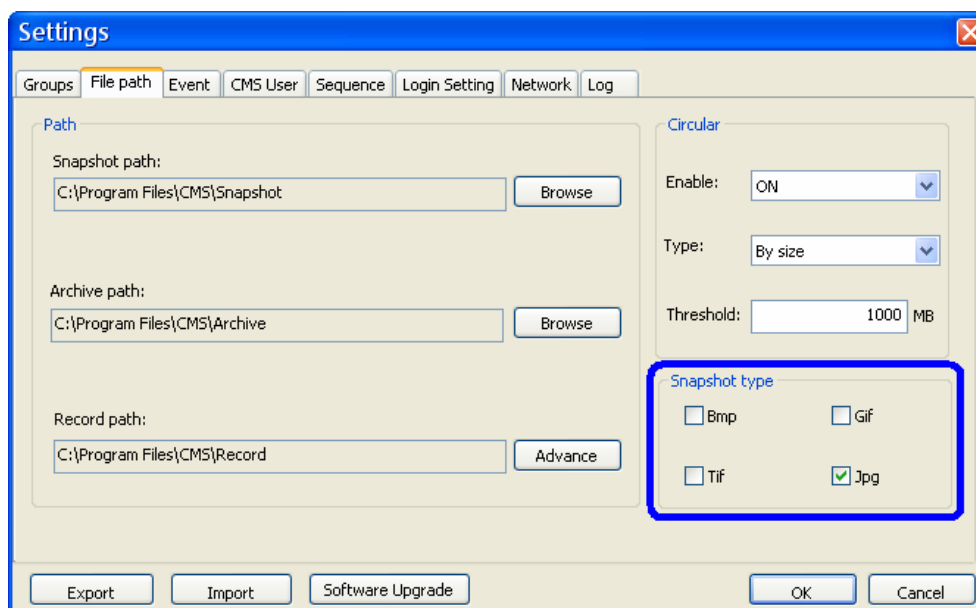 Settings
Groups File path Event CMS User Sequence Login Setting Network Log
Path
Snapshot path:
C:\Program Files\CMS\Snapshot Browse
Archive path:
C:\Program Files\CMS\Archive Browse
Record path:
C:\Program Files\CMS\Record Advance
Circular
Enable: ON
Type: By size
Threshold: 1000 MB
Snapshot type
Bmp Gif
Tif Jpg
Export Import Software Upgrade OK Cancel